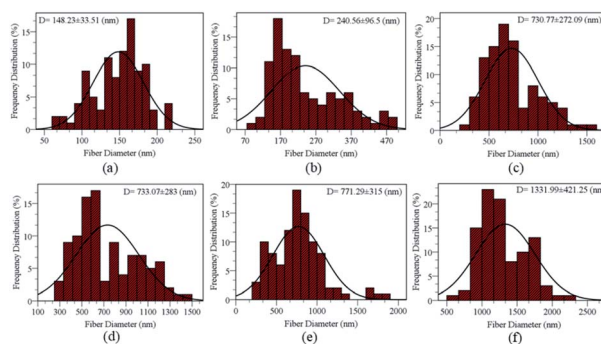 D= 148.23±33.51 (nm)
Frequency Distribution (%)
15
10
5
0
50
100
150
200
250
Fiber Diameter (nm)
(a)
D= 240.56±96.5 (nm)
Frequency Distribution (%)
15
10
5
0
70
170
270
370
470
Fiber Diameter (nm)
(b)
D= 730.77±272.09 (nm)
Frequency Distribution (%)
20
15
10
5
0
0
500
1000
1500
Fiber Diameter (nm)
(c)
D= 733.07±283 (nm)
Frequency Distribution (%)
15
10
5
0
100
300
500
700
900
1100
1300
1500
Fiber Diameter (nm)
(d)
D= 771.29±315 (nm)
Frequency Distribution (%)
20
15
10
5
0
0
500
1000
1500
2000
Fiber Diameter (nm)
(e)
D= 1331.99±421.25 (nm)
Frequency Distribution (%)
20
15
10
5
0
500
1000
1500
2000
2500
Fiber Diameter (nm)
(f)